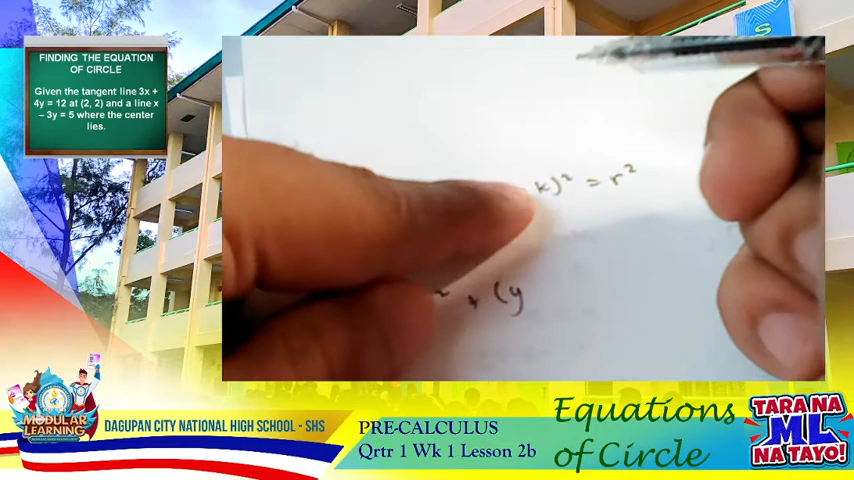 FINDING THE EQUATION
OF CIRCLE
Given the tangent line 3x +
4y = 12 at (2, 2) and a line x
– 3y = 5 where the center
lies.
S
k)² = r²
² + (y
MODULAR
LEARNING
DAGUPAN CITY NATIONAL HIGH SCHOOL - SHS
PRE-CALCULUS
Qrtr 1 Wk 1 Lesson 2b
Equations
of Circle
TARA NA
ML
NA TAYO!